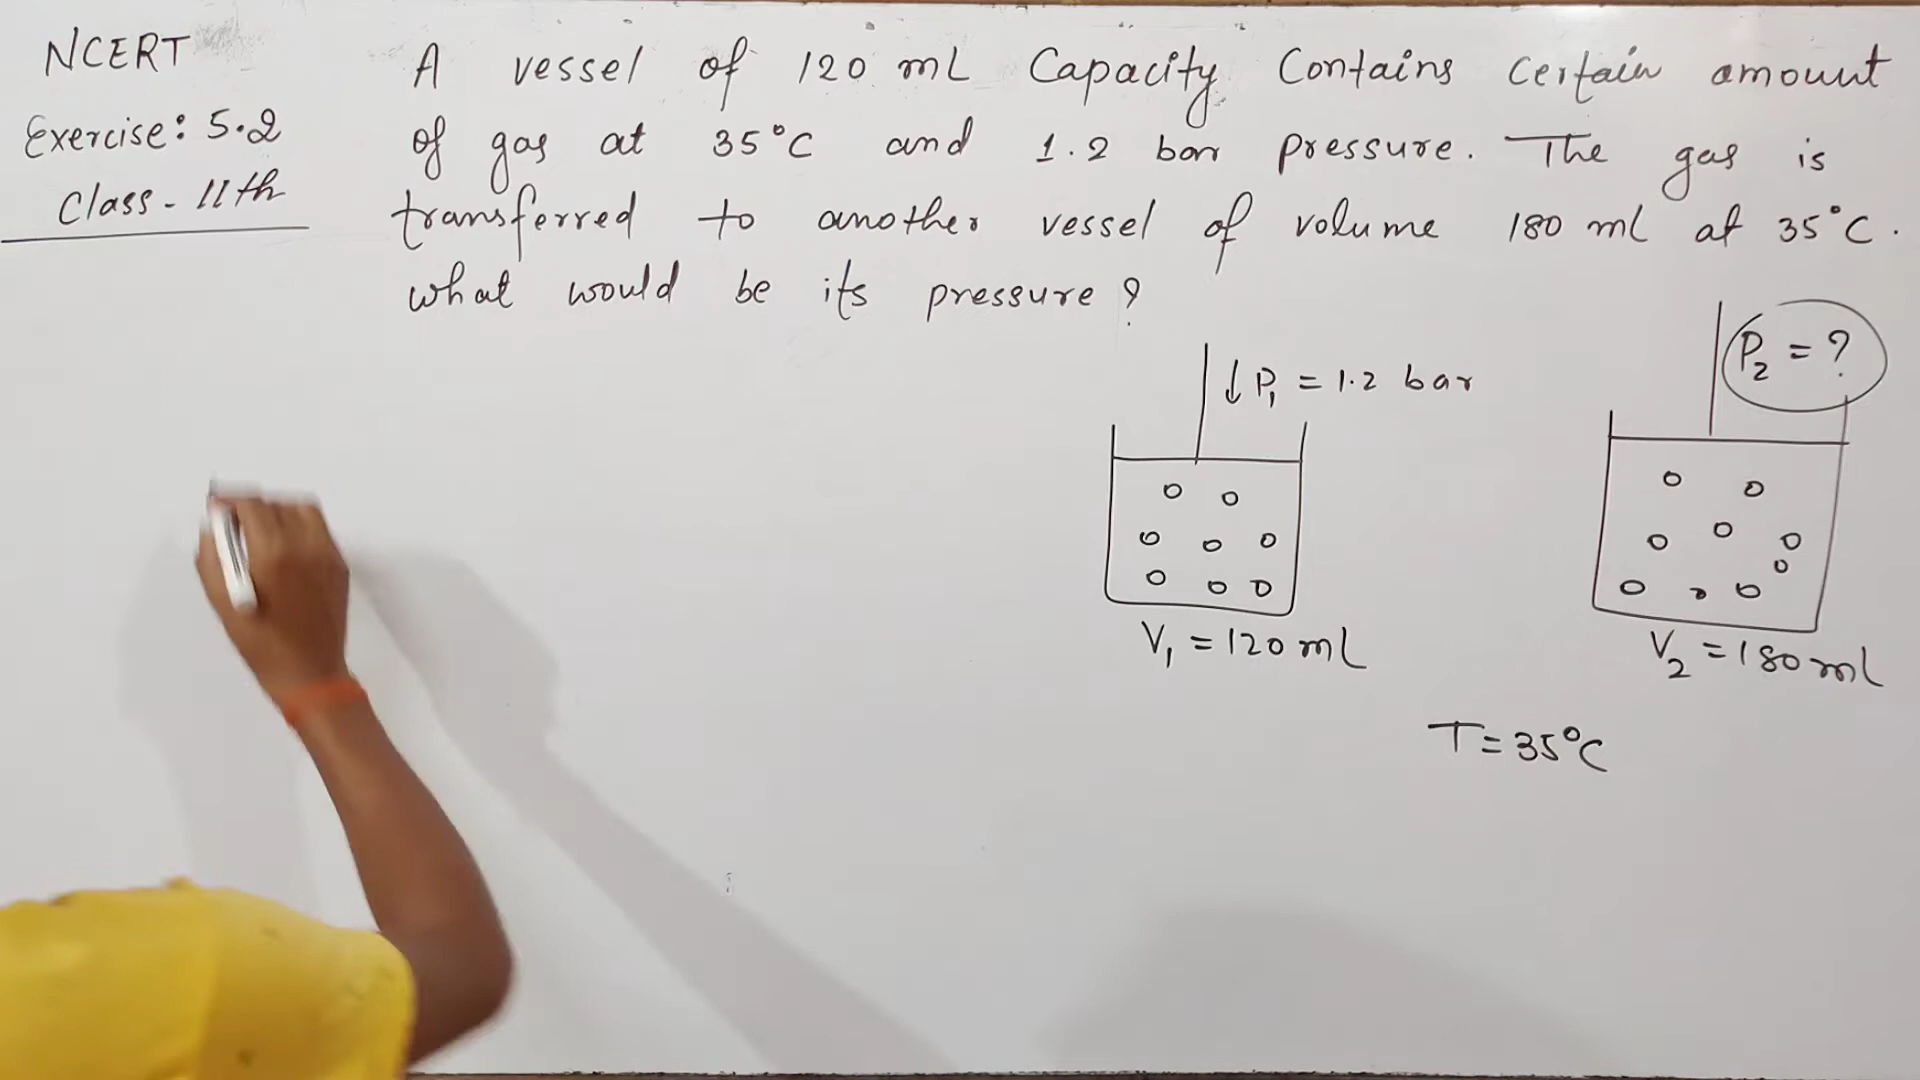 NCERT
Exercise: 5.2
Class - 11th
A vessel of 120 mL Capacity Contains Certain amount
of gas at 35°C and 1.2 bar pressure. The gas is
transferred to another vessel of volume 180 ml at 35°C.
what would be its pressure ?
↓ P₁ = 1.2 bar
P₂ = ?
V₁ = 120 ml
V₂ = 180 ml
T = 35°C